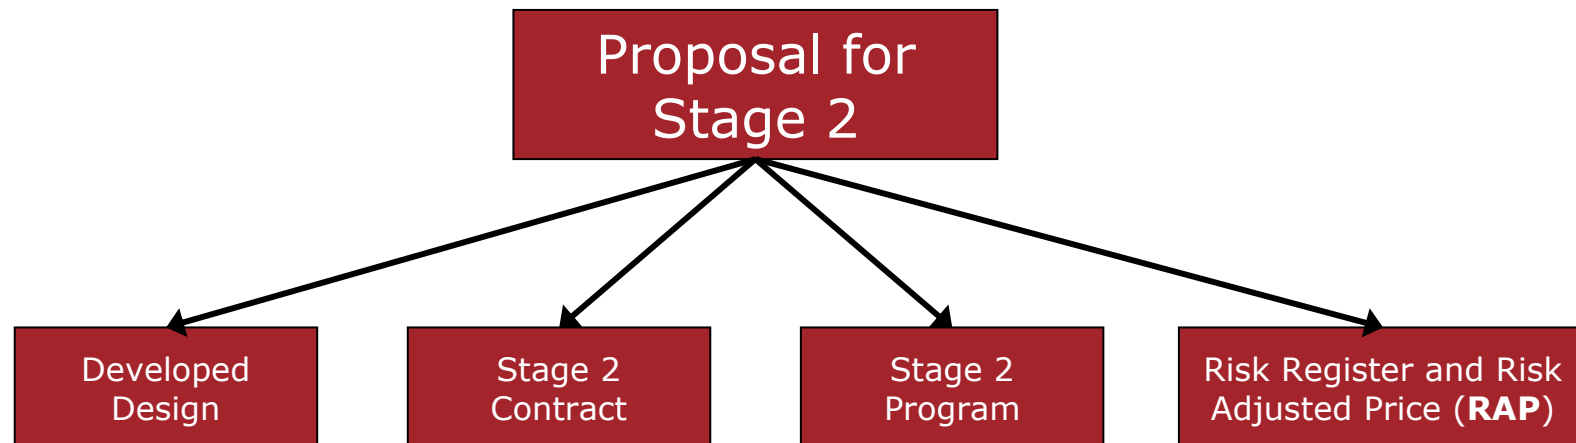 Proposal for
Stage 2
Developed
Design
Stage 2
Contract
Stage 2
Program
Risk Register and Risk
Adjusted Price (RAP)